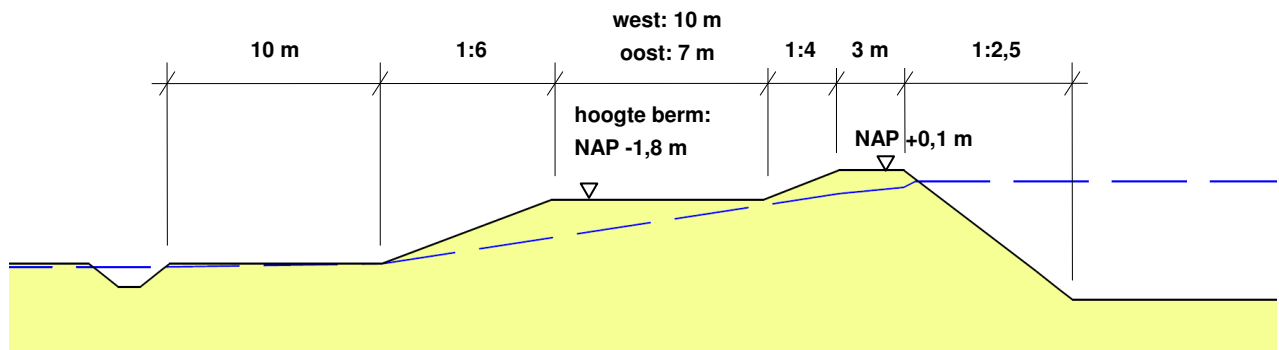 west: 10 m
10 m 1:6 oost: 7 m 1:4 3 m 1:2,5
hoogte berm:
NAP -1,8 m
NAP +0,1 m